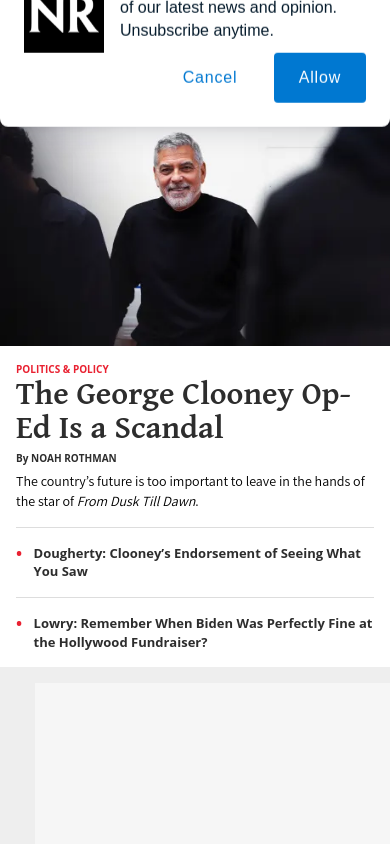 NR
of our latest news and opinion.
Unsubscribe anytime.
Cancel
Allow
POLITICS & POLICY
The George Clooney Op-
Ed Is a Scandal
By NOAH ROTHMAN
The country’s future is too important to leave in the hands of
the star of From Dusk Till Dawn.
• Dougherty: Clooney’s Endorsement of Seeing What
You Saw
• Lowry: Remember When Biden Was Perfectly Fine at
the Hollywood Fundraiser?